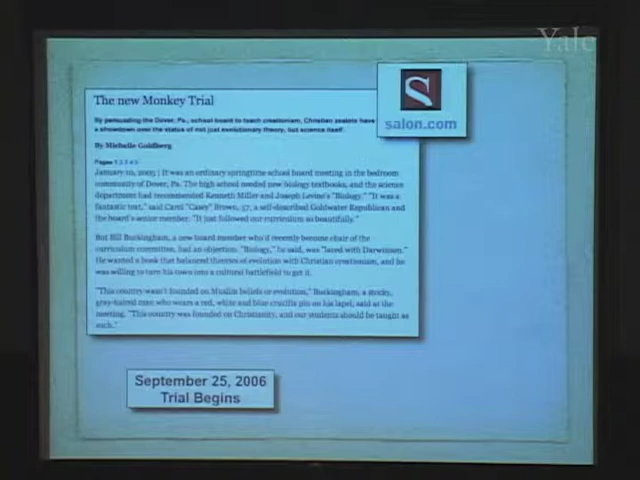 Yale
The new Monkey Trial
S
salon.com
By persuading the Dover, Pa., school board to teach creationism, Christian zealots have
a showdown over the status of not just evolutionary theory, but science itself.
By Michelle Goldberg
Pages 1 2 3 4 5
January 10, 2005 | It was an ordinary springtime school board meeting in the bedroom
community of Dover, Pa. The high school needed new biology textbooks, and the science
department had recommended Kenneth Miller and Joseph Levine's "Biology." "It was a
fantastic text," said Carol "Casey" Brown, 57, a self-described Goldwater Republican and
the board's senior member. "It just followed our curriculum so beautifully."
But Bill Buckingham, a new board member who'd recently become chair of the
curriculum committee, had an objection. "Biology," he said, was "laced with Darwinism."
He wanted a book that balanced theories of evolution with Christian creationism, and he
was willing to turn his town into a cultural battlefield to get it.
"This country wasn't founded on Muslim beliefs or evolution," Buckingham, a stocky,
gray-haired man who wears a red, white and blue crucifix pin on his lapel, said at the
meeting. "This country was founded on Christianity, and our students should be taught as
such."
September 25, 2006
Trial Begins